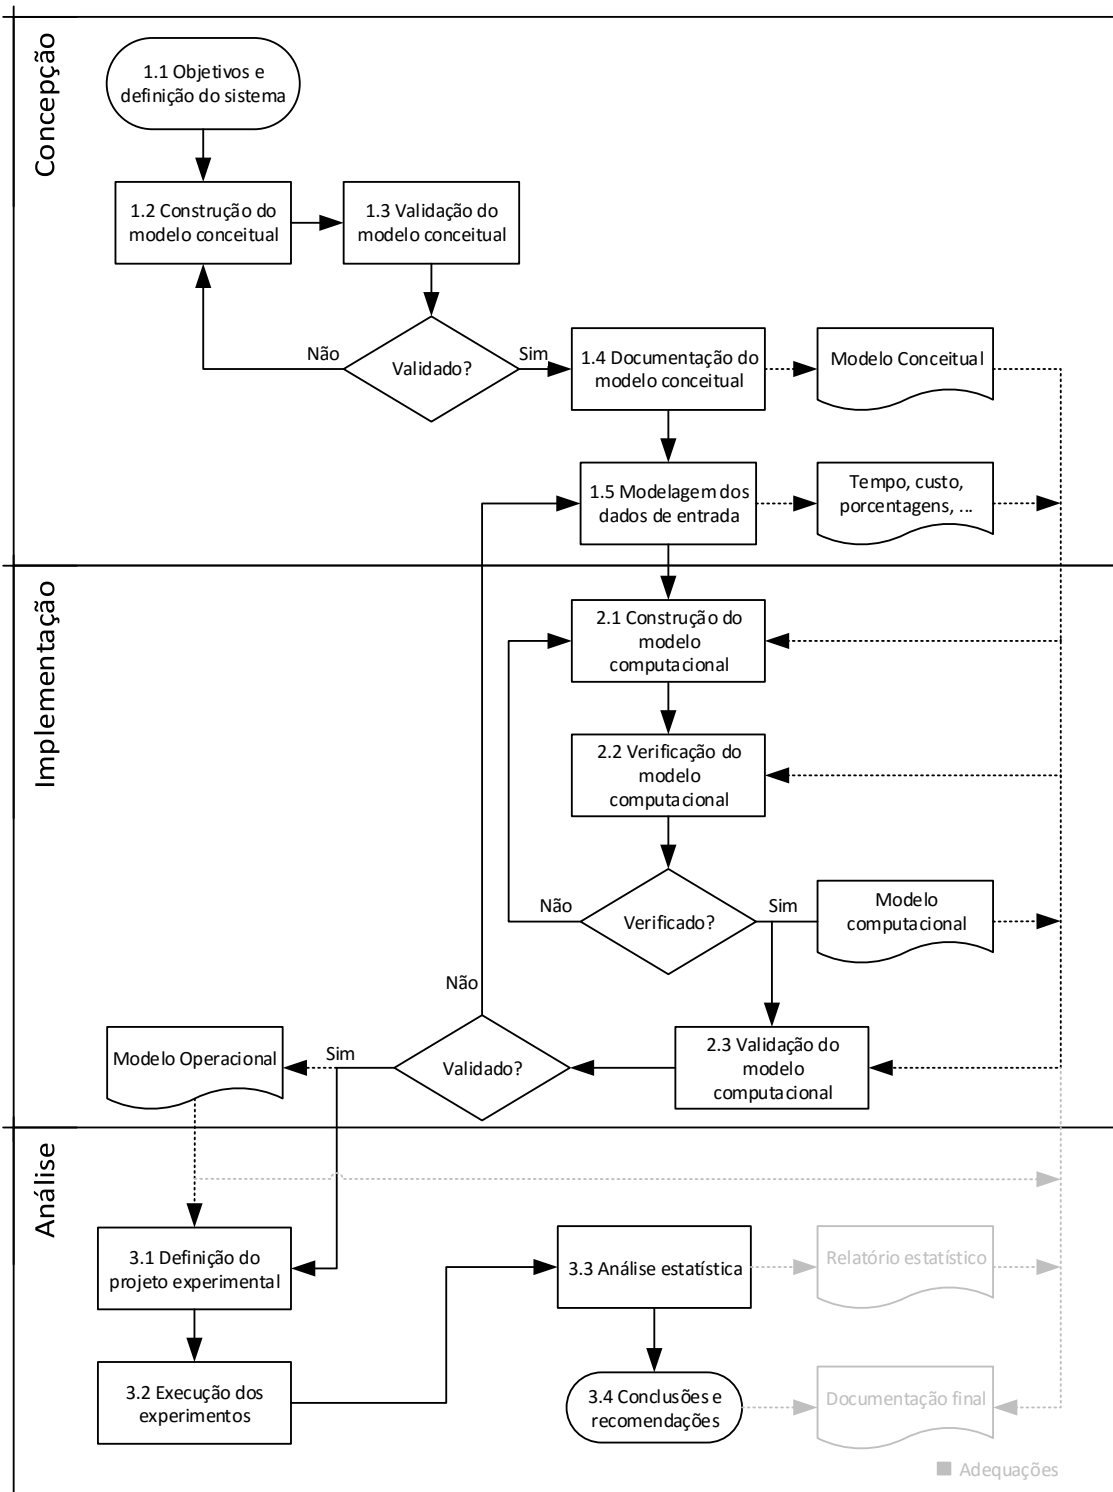 Concepção
1.1 Objetivos e
definição do sistema
1.2 Construção do
modelo conceitual
1.3 Validação do
modelo conceitual
Não
Validado?
Sim
1.4 Documentação do
modelo conceitual
Modelo Conceitual
1.5 Modelagem dos
dados de entrada
Tempo, custo,
porcentagens, ...
Implementação
2.1 Construção do
modelo
computacional
2.2 Verificação do
modelo
computacional
Não
Verificado?
Sim
Modelo
computacional
Não
Modelo Operacional
Sim
Validado?
2.3 Validação do
modelo
computacional
Análise
3.1 Definição do
projeto experimental
3.3 Análise estatística
Relatório estatístico
3.2 Execução dos
experimentos
3.4 Conclusões e
recomendações
Documentação final
Adequações